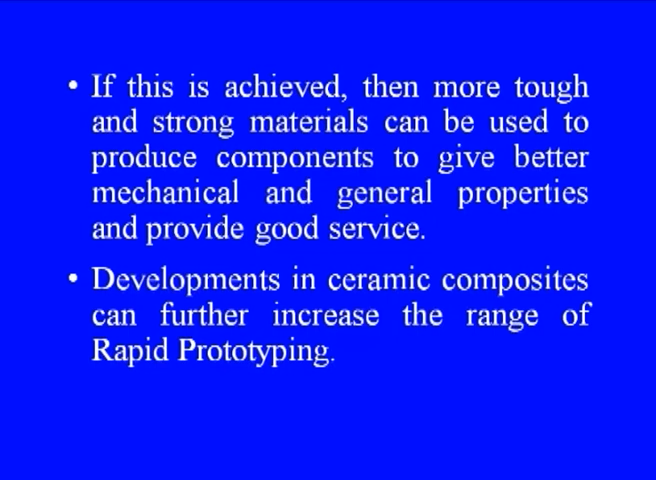 • If this is achieved, then more tough
and strong materials can be used to
produce components to give better
mechanical and general properties
and provide good service.
• Developments in ceramic composites
can further increase the range of
Rapid Prototyping.